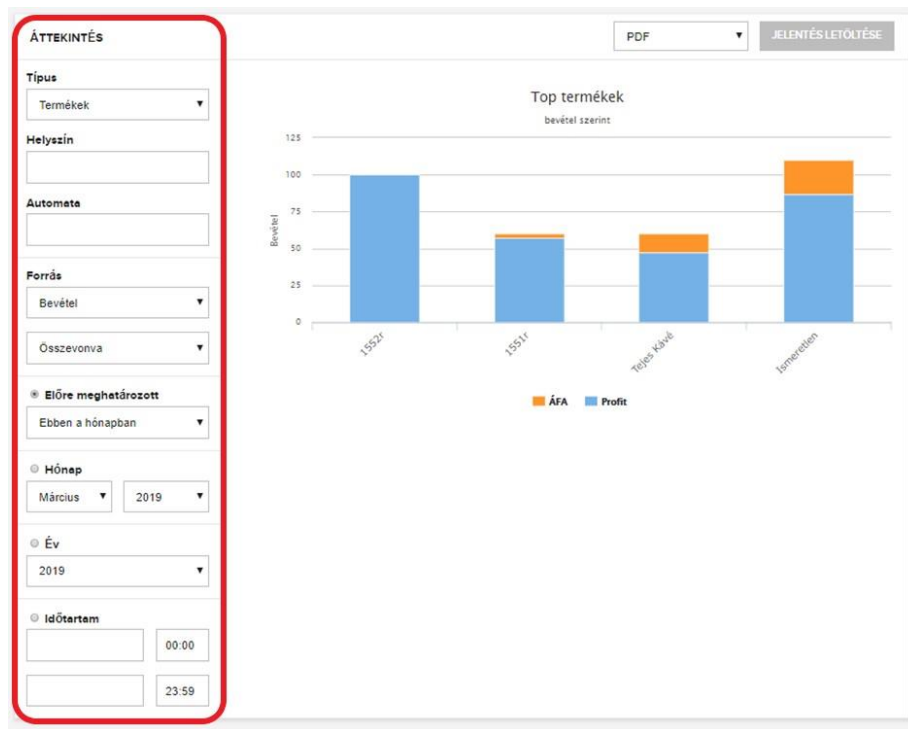 ÁTTEKINTÉS
PDF
JELENTÉS LETÖLTÉSE
Típus
Termékek
Helyszín
Automata
Forrás
Bevétel
Összevonva
Előre meghatározott
Ebben a hónapban
Hónap
Március
2019
Év
2019
Időtartam
00:00
23:59
Top termékek
bevétel szerint
Bevétel
125
100
75
50
25
0
1552r
1551r
Tejes Kávé
Ismeretlen
ÁFA
Profit